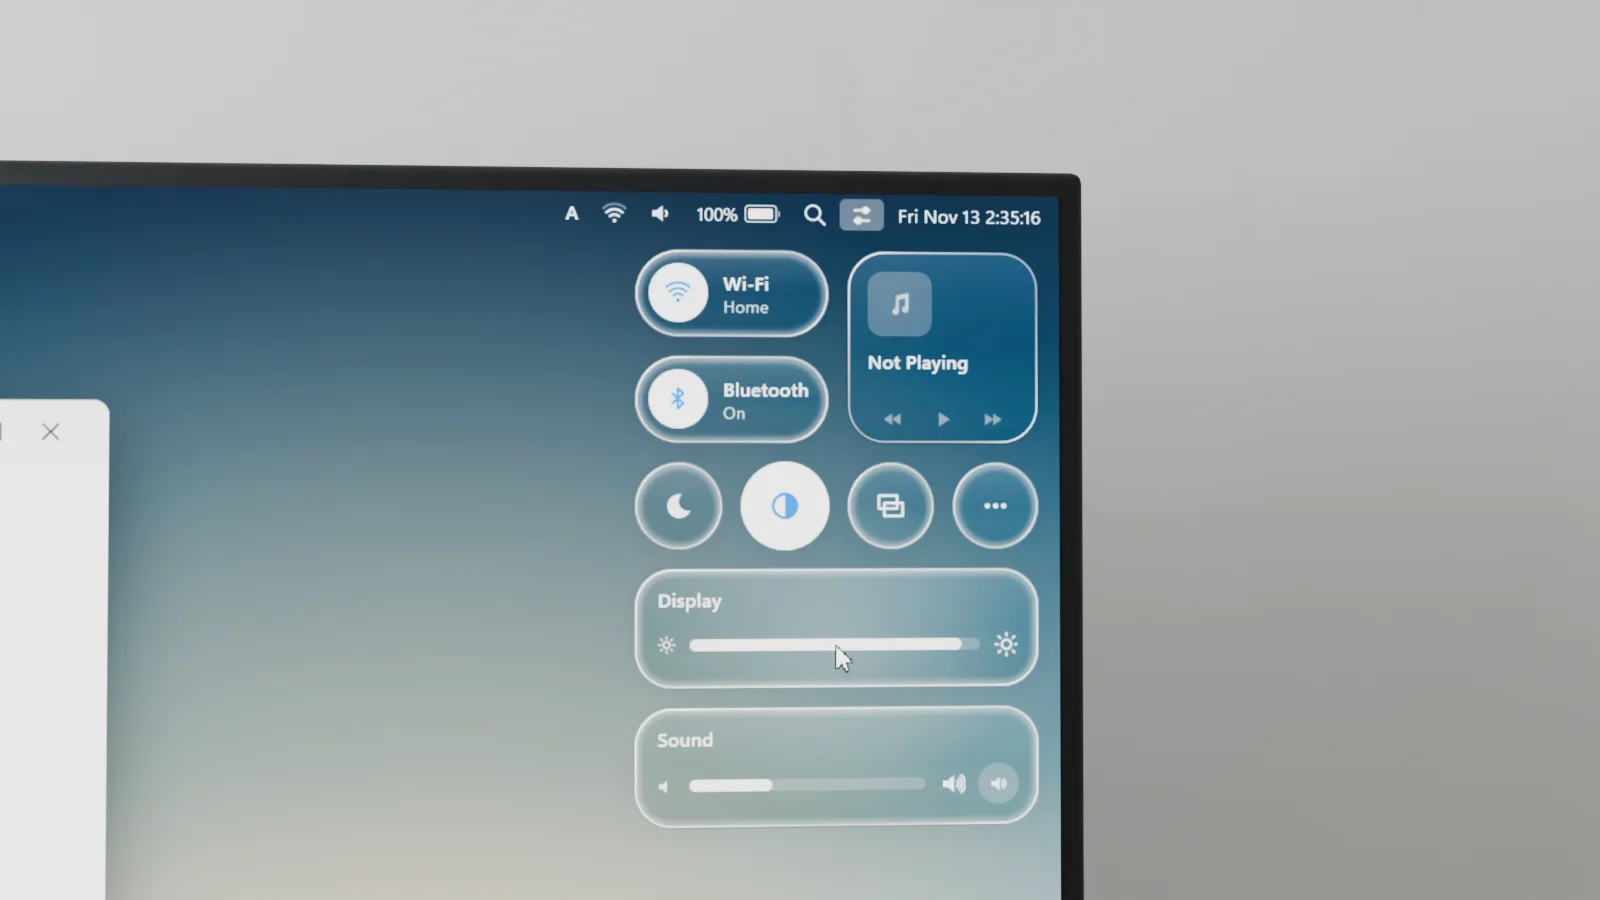 A 100% Fri Nov 13 2:35:16
Wi-Fi
Home
Bluetooth
On
Not Playing
Display
Sound